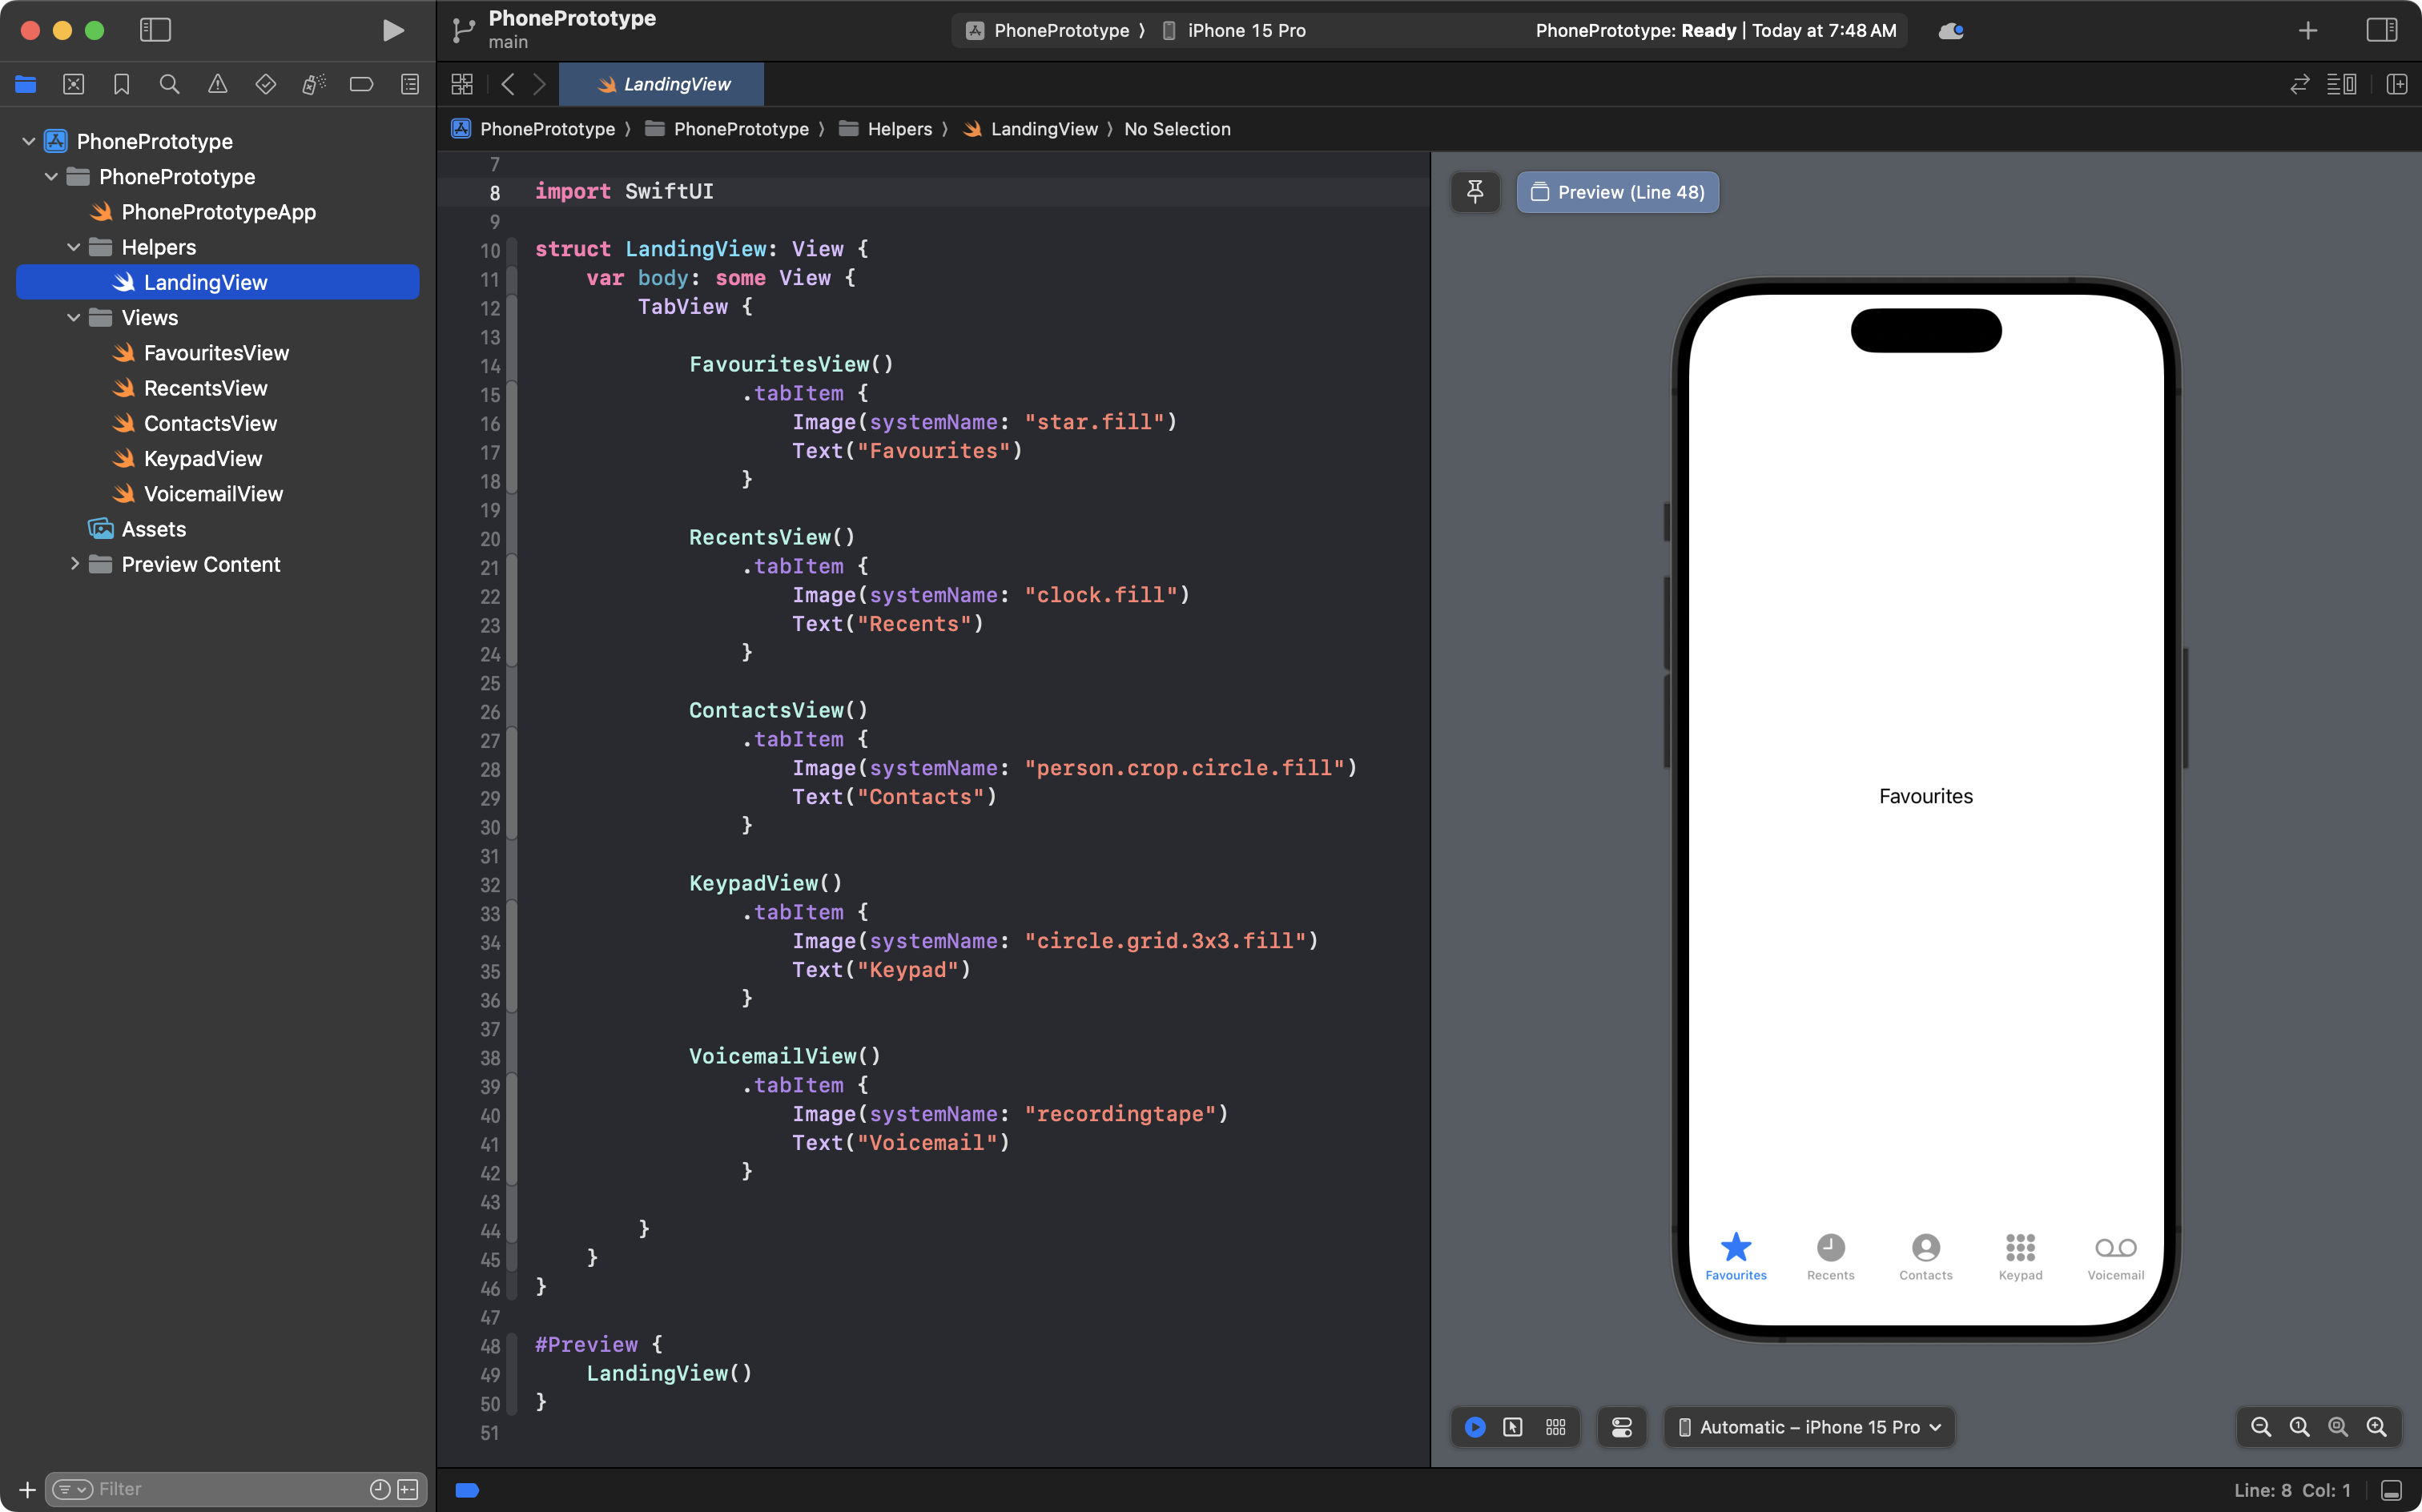 PhonePrototype
main
PhonePrototype 〉 iPhone 15 Pro
PhonePrototype: Ready | Today at 7:48 AM
LandingView
PhonePrototype 〉 PhonePrototype 〉 Helpers 〉 LandingView 〉 No Selection
PhonePrototype
PhonePrototype
PhonePrototypeApp
Helpers
LandingView
Views
FavouritesView
RecentsView
ContactsView
KeypadView
VoicemailView
Assets
Preview Content
Filter
7
8 import SwiftUI
9
10 struct LandingView: View {
11 var body: some View {
12 TabView {
13
14 FavouritesView()
15 .tabItem {
16 Image(systemName: "star.fill")
17 Text("Favourites")
18 }
19
20 RecentsView()
21 .tabItem {
22 Image(systemName: "clock.fill")
23 Text("Recents")
24 }
25
26 ContactsView()
27 .tabItem {
28 Image(systemName: "person.crop.circle.fill")
29 Text("Contacts")
30 }
31
32 KeypadView()
33 .tabItem {
34 Image(systemName: "circle.grid.3x3.fill")
35 Text("Keypad")
36 }
37
38 VoicemailView()
39 .tabItem {
40 Image(systemName: "recordingtape")
41 Text("Voicemail")
42 }
43
44 }
45 }
46 }
47
48 #Preview {
49 LandingView()
50 }
51
Preview (Line 48)
Favourites
Favourites Recents Contacts Keypad Voicemail
Automatic – iPhone 15 Pro
Line: 8 Col: 1